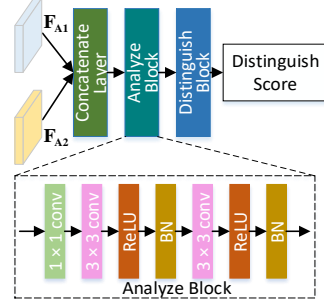 F_A1
F_A2
Concatenate
Layer
Analyze
Block
Distinguish
Block
Distinguish
Score
1 × 1 conv
3 × 3 conv
ReLU
BN
3 × 3 conv
ReLU
BN
Analyze Block